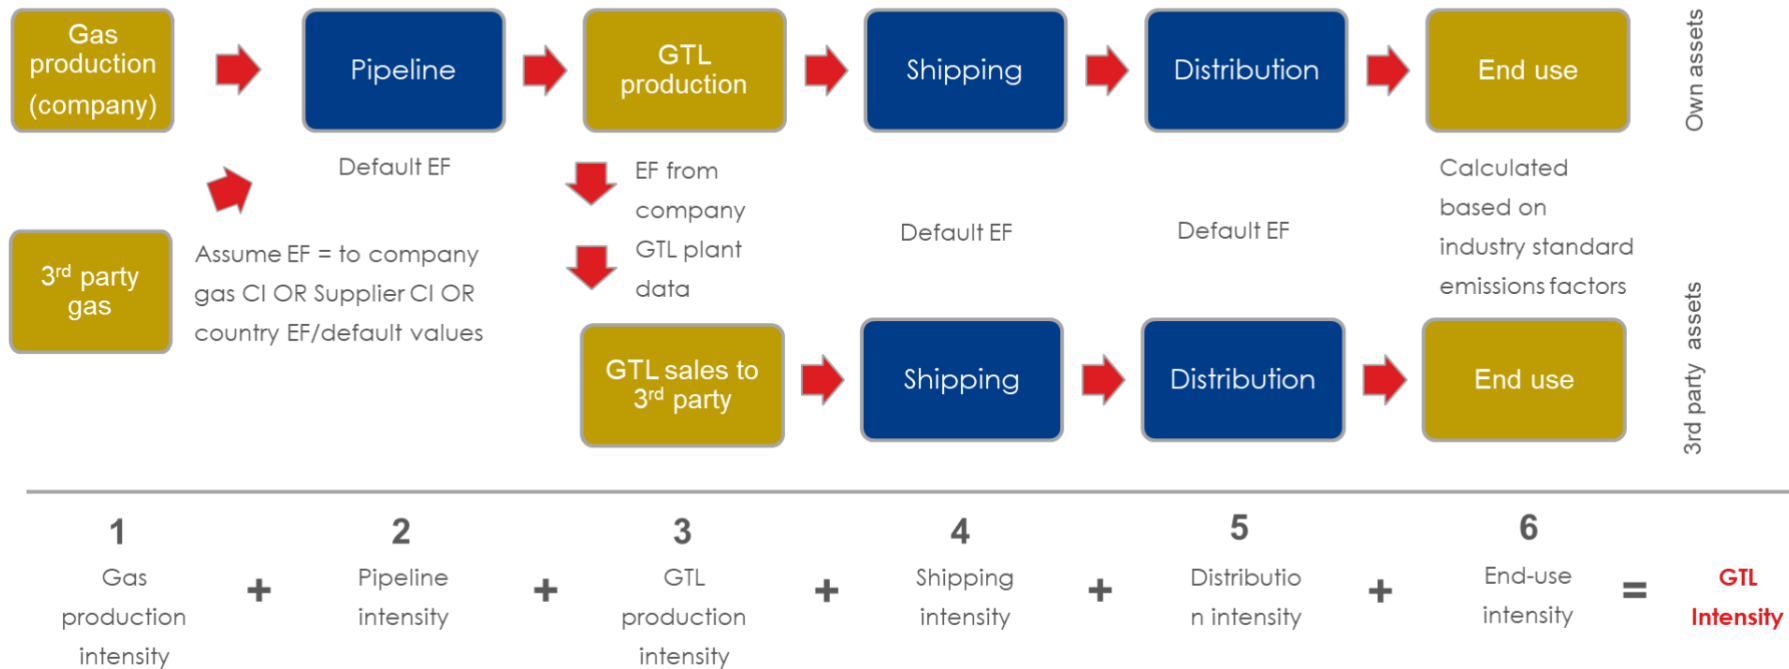 Gas
production
(company)
Pipeline
GTL
production
Shipping
Distribution
End use
Own assets
Default EF
EF from
company
GTL plant
data
Default EF
Default EF
Calculated
based on
industry standard
emissions factors
3rd party
gas
Assume EF = to company
gas CI OR Supplier CI OR
country EF/default values
GTL sales to
3rd party
Shipping
Distribution
End use
3rd party assets
1
2
3
4
5
6
Gas
production
intensity
+
Pipeline
intensity
+
GTL
production
intensity
+
Shipping
intensity
+
Distributio
n intensity
+
End-use
intensity
=
GTL
Intensity